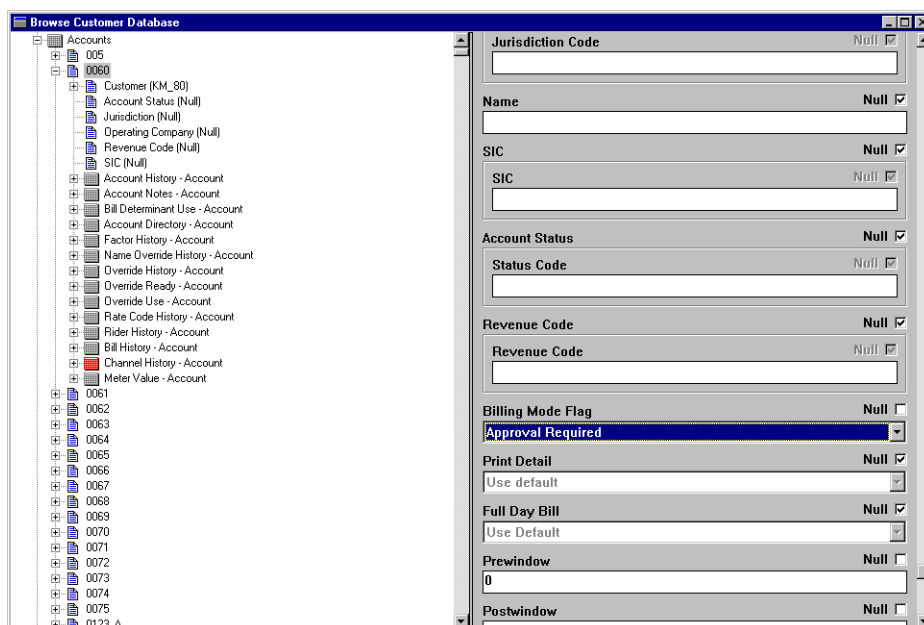 Browse Customer Database
Accounts
005
0060
Customer (KM_80)
Account Status (Null)
Jurisdiction (Null)
Operating Company (Null)
Revenue Code (Null)
SIC (Null)
Account History - Account
Account Notes - Account
Bill Determinant Use - Account
Account Directory - Account
Factor History - Account
Name Override History - Account
Override History - Account
Override Ready - Account
Override Use - Account
Rate Code History - Account
Rider History - Account
Bill History - Account
Channel History - Account
Meter Value - Account
0061
0062
0063
0064
0065
0066
0067
0068
0069
0070
0071
0072
0073
0074
0075
0123_A
Jurisdiction Code Null
Name Null
SIC Null
SIC Null
Account Status Null
Status Code Null
Revenue Code Null
Revenue Code Null
Billing Mode Flag Null
Approval Required
Print Detail Null
Use default
Full Day Bill Null
Use Default
Prewindow Null
0
Postwindow Null